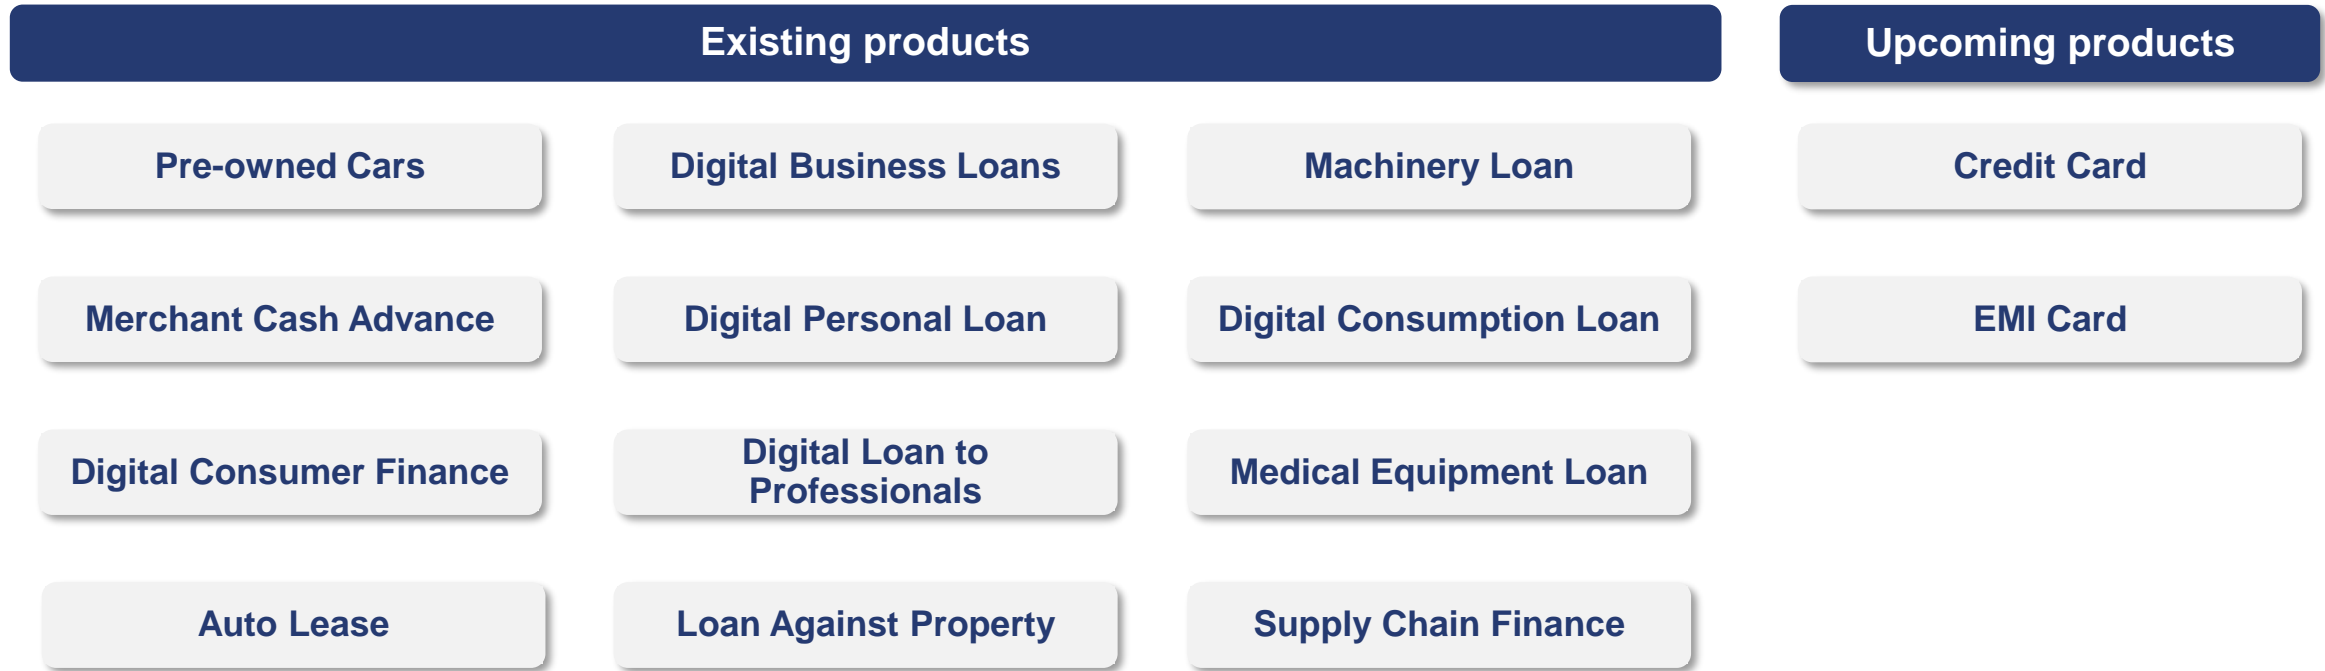 Existing products
Upcoming products
Pre-owned Cars
Digital Business Loans
Machinery Loan
Credit Card
Merchant Cash Advance
Digital Personal Loan
Digital Consumption Loan
EMI Card
Digital Consumer Finance
Digital Loan to
Professionals
Medical Equipment Loan
Auto Lease
Loan Against Property
Supply Chain Finance